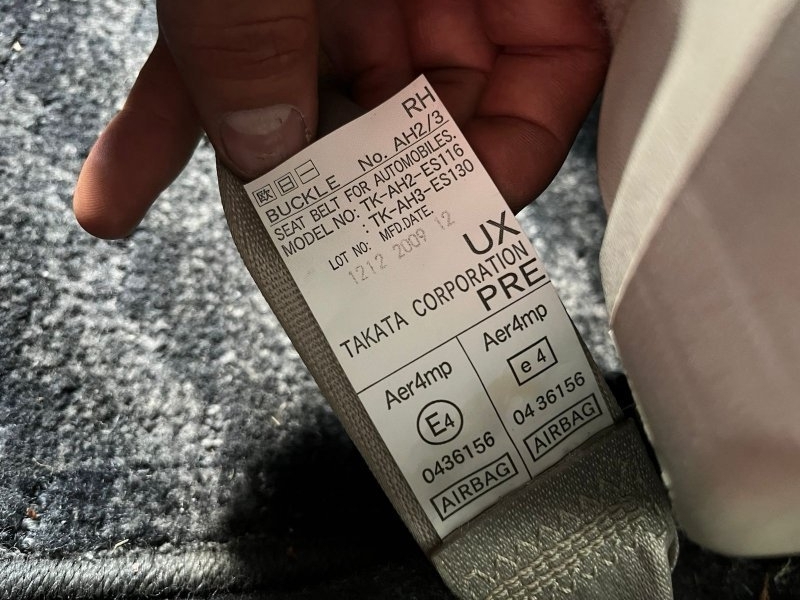 RH
欧 日 一
BUCKLE No. AH2/3
SEAT BELT FOR AUTOMOBILES.
MODEL NO: TK-AH2-ES116
: TK-AH3-ES130
LOT NO: MFD.DATE.
1212 2009 12
UX
TAKATA CORPORATION
PRE
Aer4mp
E4
0436156
AIRBAG
Aer4mp
e 4
0436156
AIRBAG